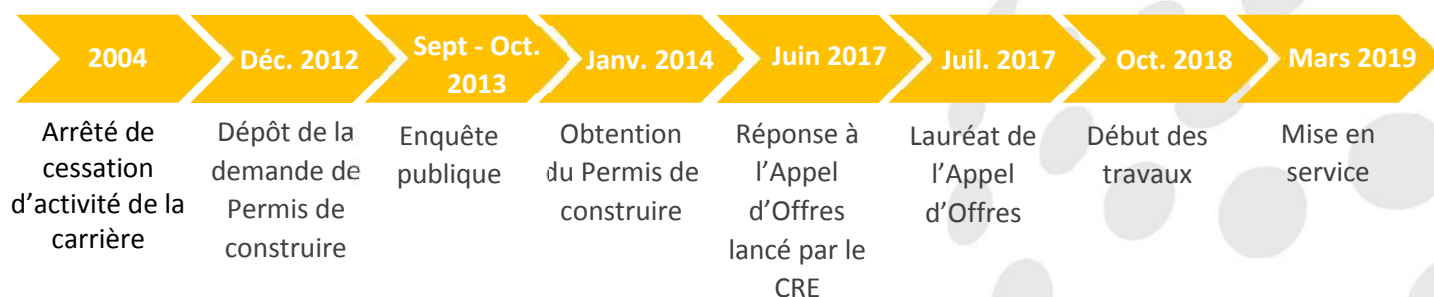 2004
Arrêté de
cessation
d'activité de la
carrière
Déc. 2012
Dépôt de la
demande de
Permis de
construire
Sept - Oct.
2013
Enquête
publique
Janv. 2014
Obtention
du Permis de
construire
Juin 2017
Réponse à
l'Appel
d'Offres
lancé par le
CRE
Juil. 2017
Lauréat de
l'Appel
d'Offres
Oct. 2018
Début des
travaux
Mars 2019
Mise en
service